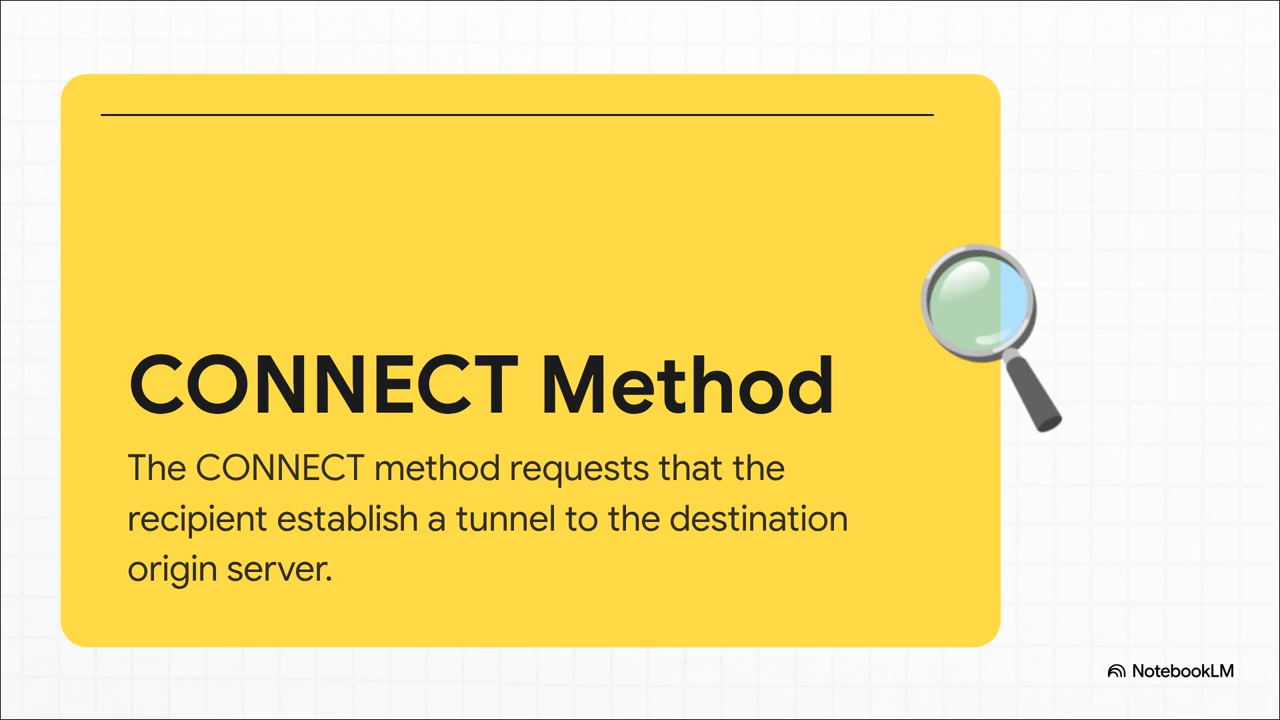 CONNECT Method
The CONNECT method requests that the
recipient establish a tunnel to the destination
origin server.
NotebookLM